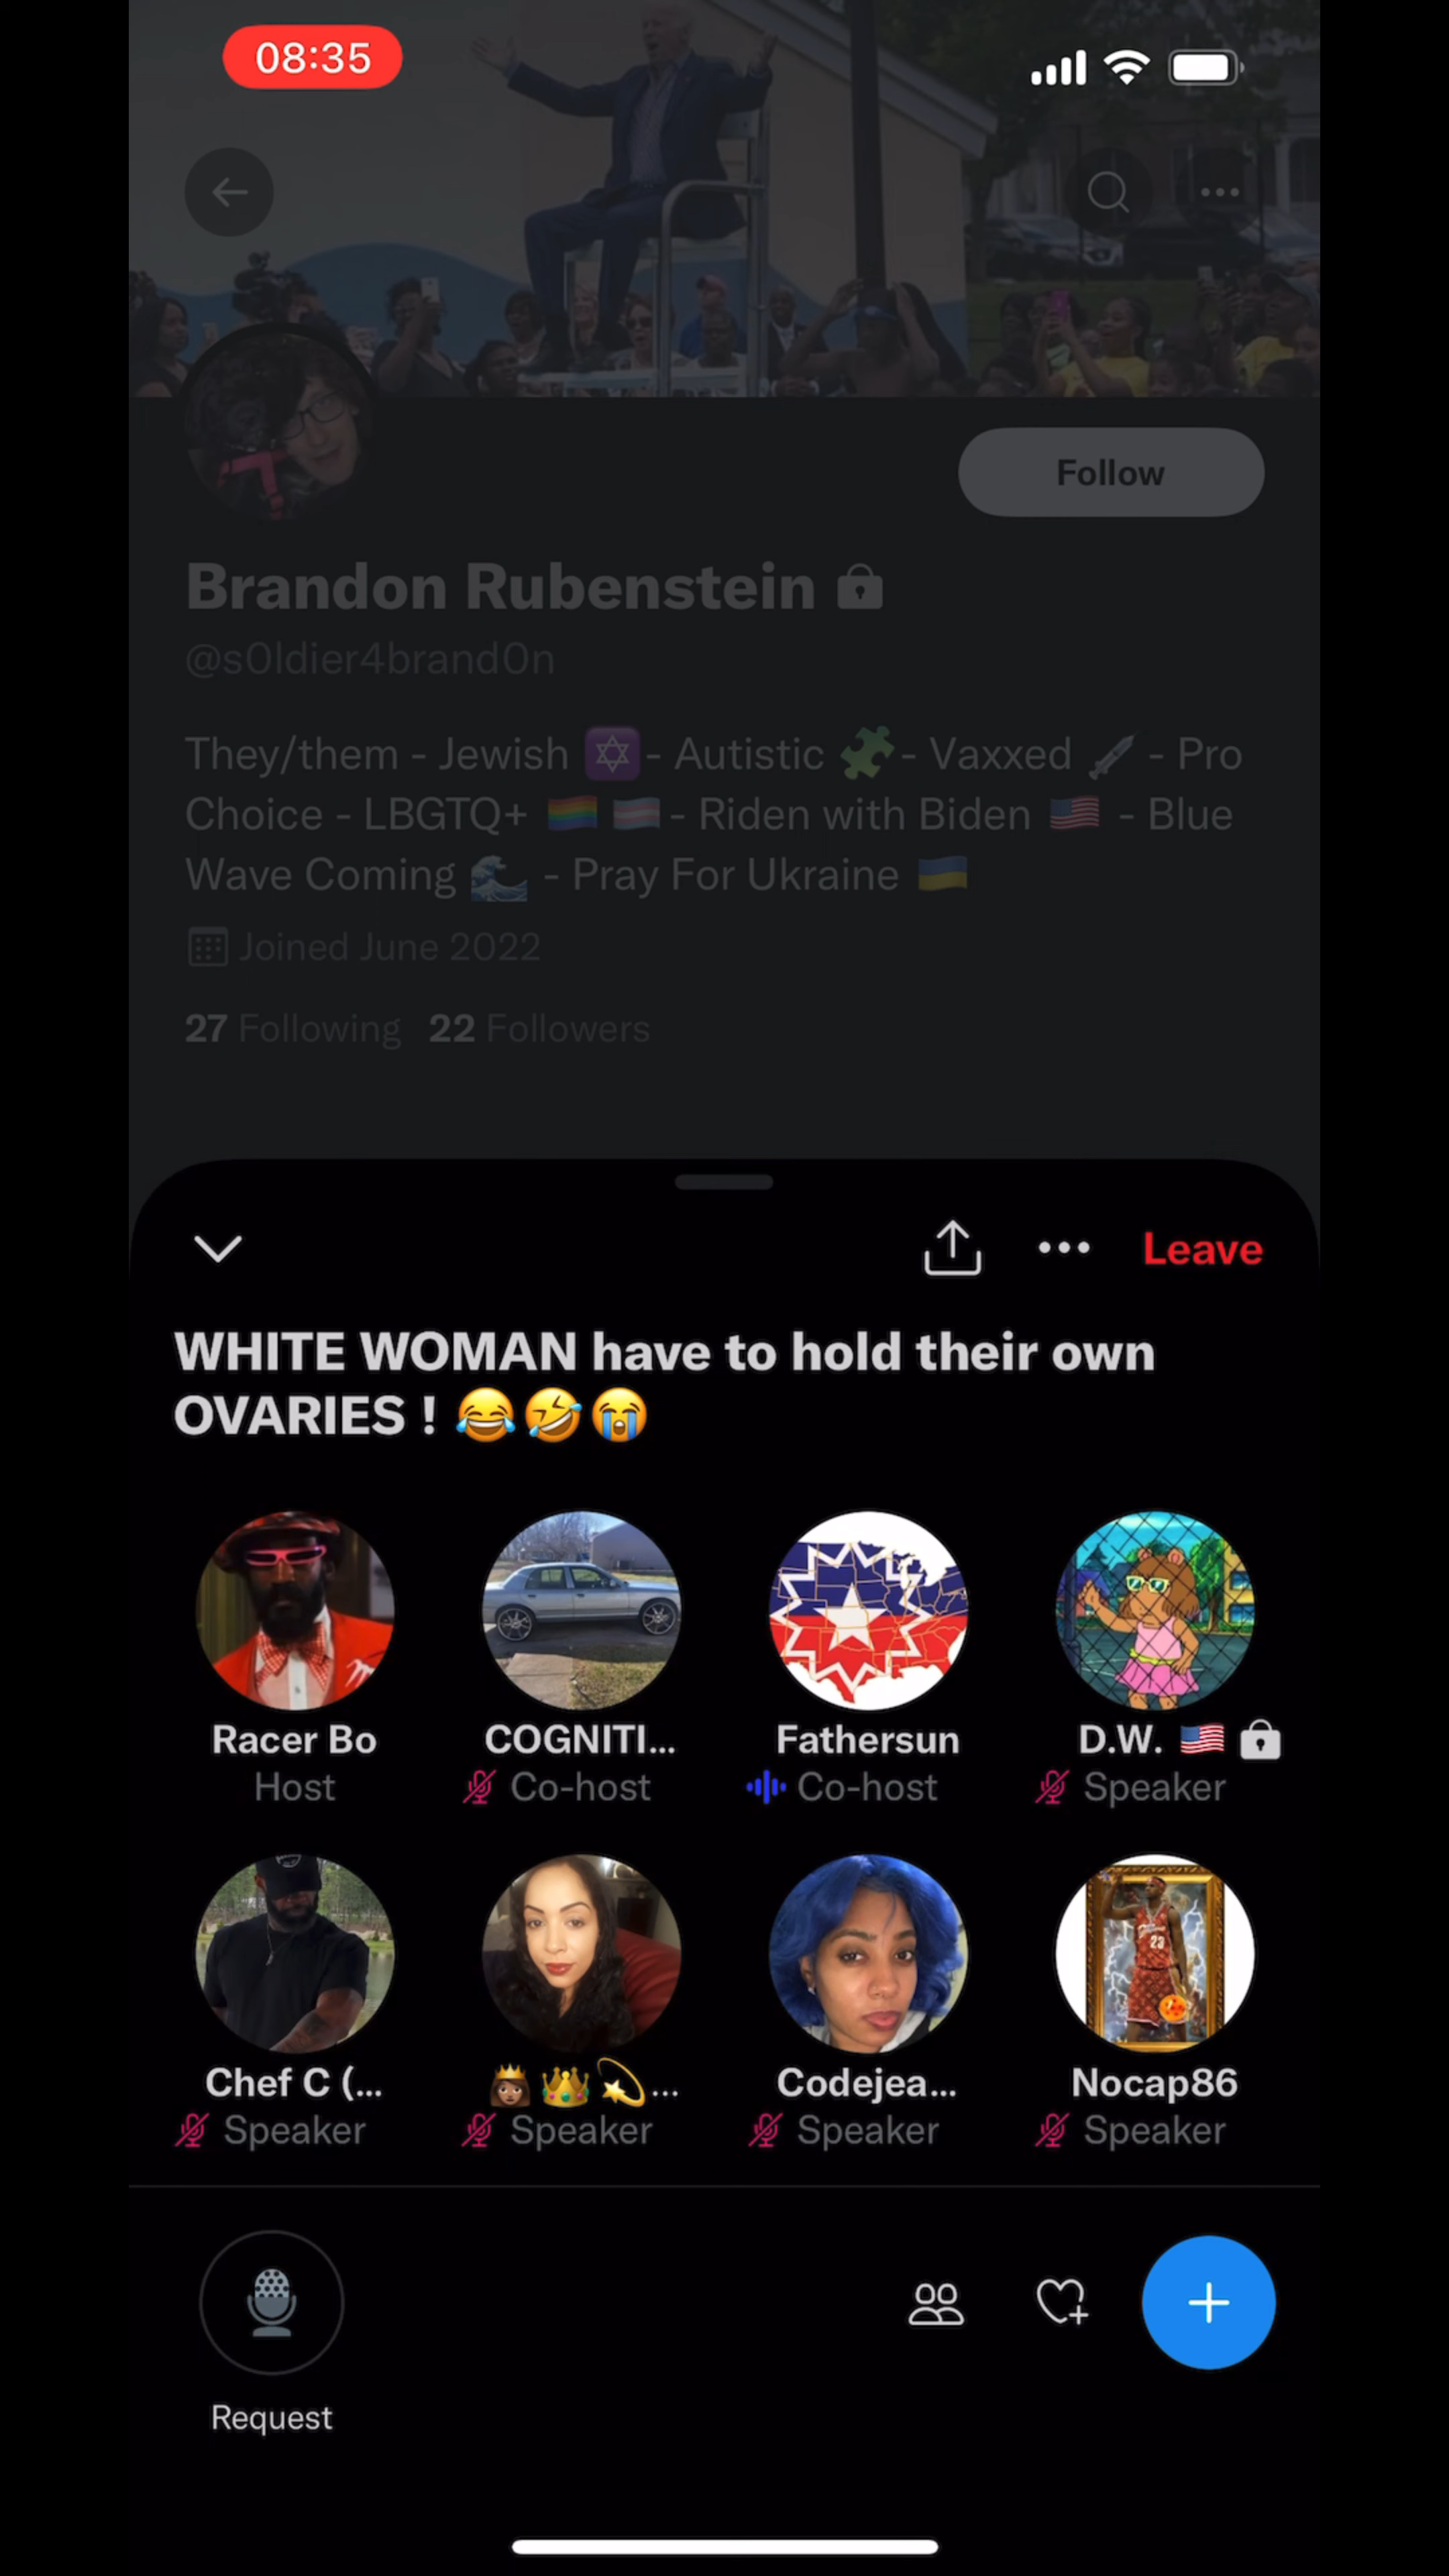 08:35
Follow
Brandon Rubenstein
@s0ldier4brand0n
They/them - Jewish ✡️ - Autistic 🧩 - Vaxxed 💉 - Pro
Choice - LBGTQ+ 🏳️‍🌈 🏳️‍⚧️ - Riden with Biden 🇺🇸 - Blue
Wave Coming 🌊 - Pray For Ukraine 🇺🇦
Joined June 2022
27 Following 22 Followers
Leave
WHITE WOMAN have to hold their own
OVARIES ! 😂🤣😭
23
Racer Bo COGNITI... Fathersun D.W. 🇺🇸
Host Co-host Co-host Speaker
Chef C (... 👸🏽👑💫... Codejea... Nocap86
Speaker Speaker Speaker Speaker
Request